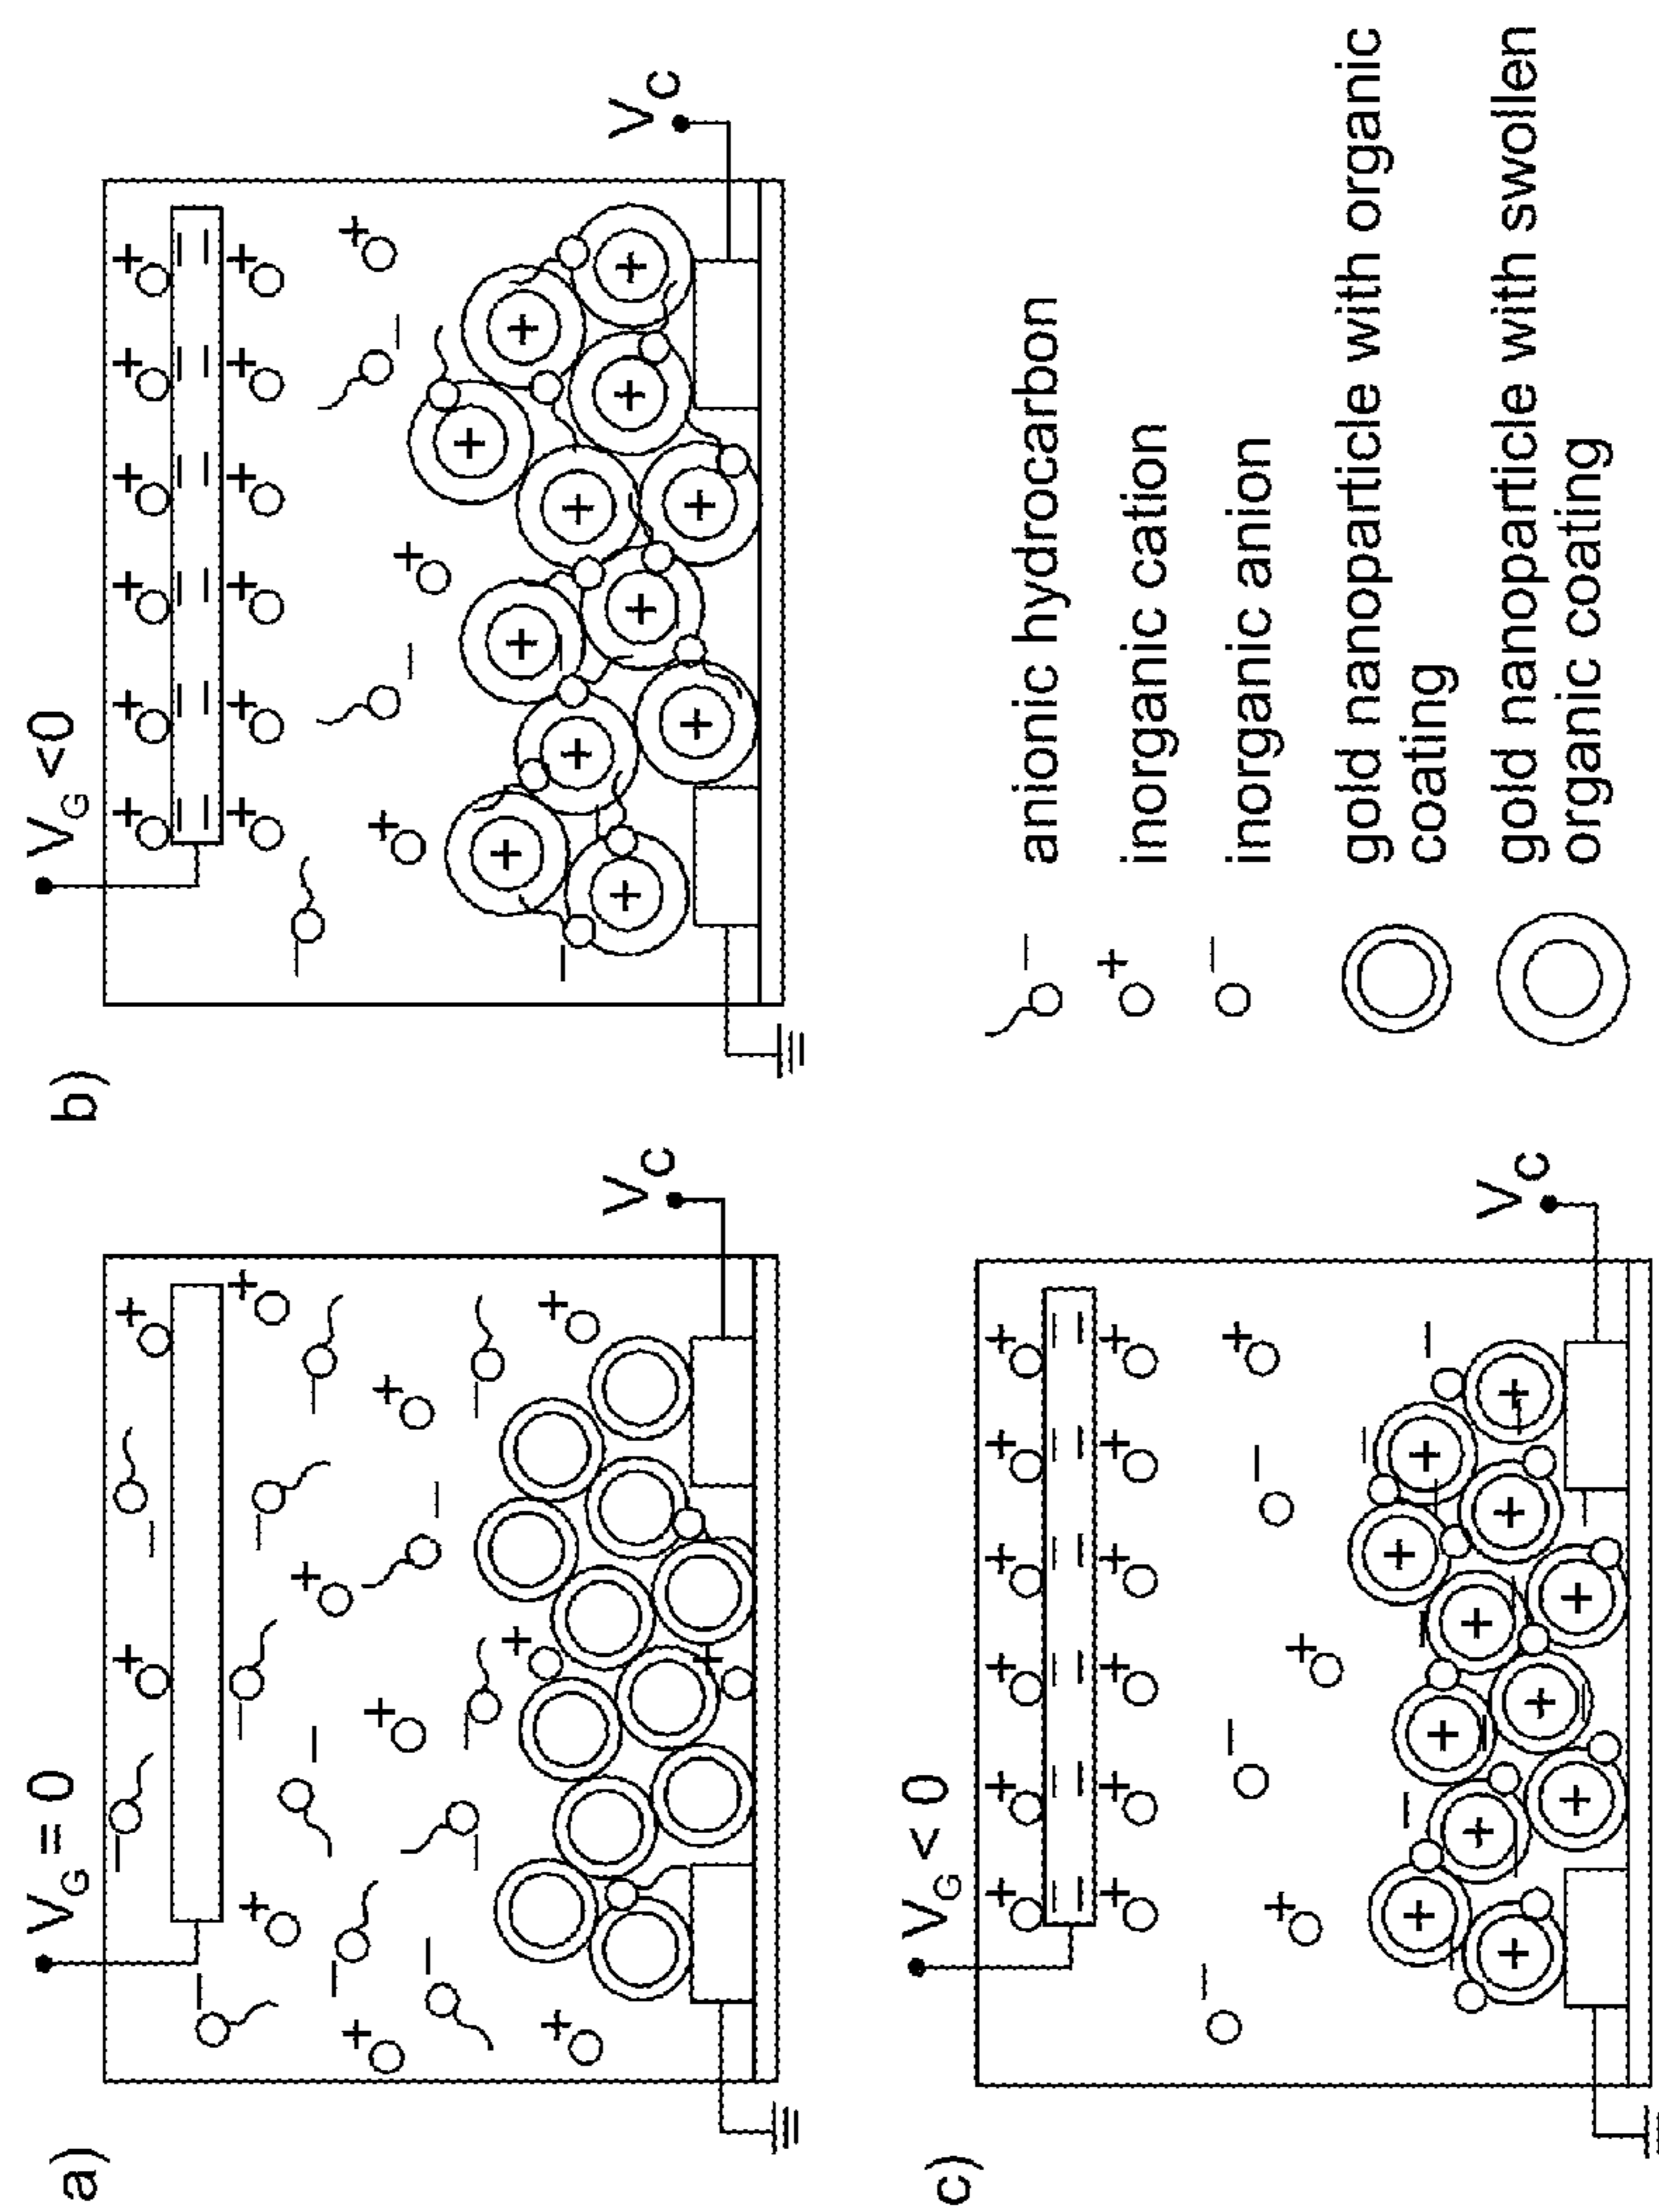 a)
V_G = 0
V_C
b)
V_G <0
V_C
c)
V_G < 0
V_C
anionic hydrocarbon
inorganic cation
inorganic anion
gold nanoparticle with organic
coating
gold nanoparticle with swollen
organic coating